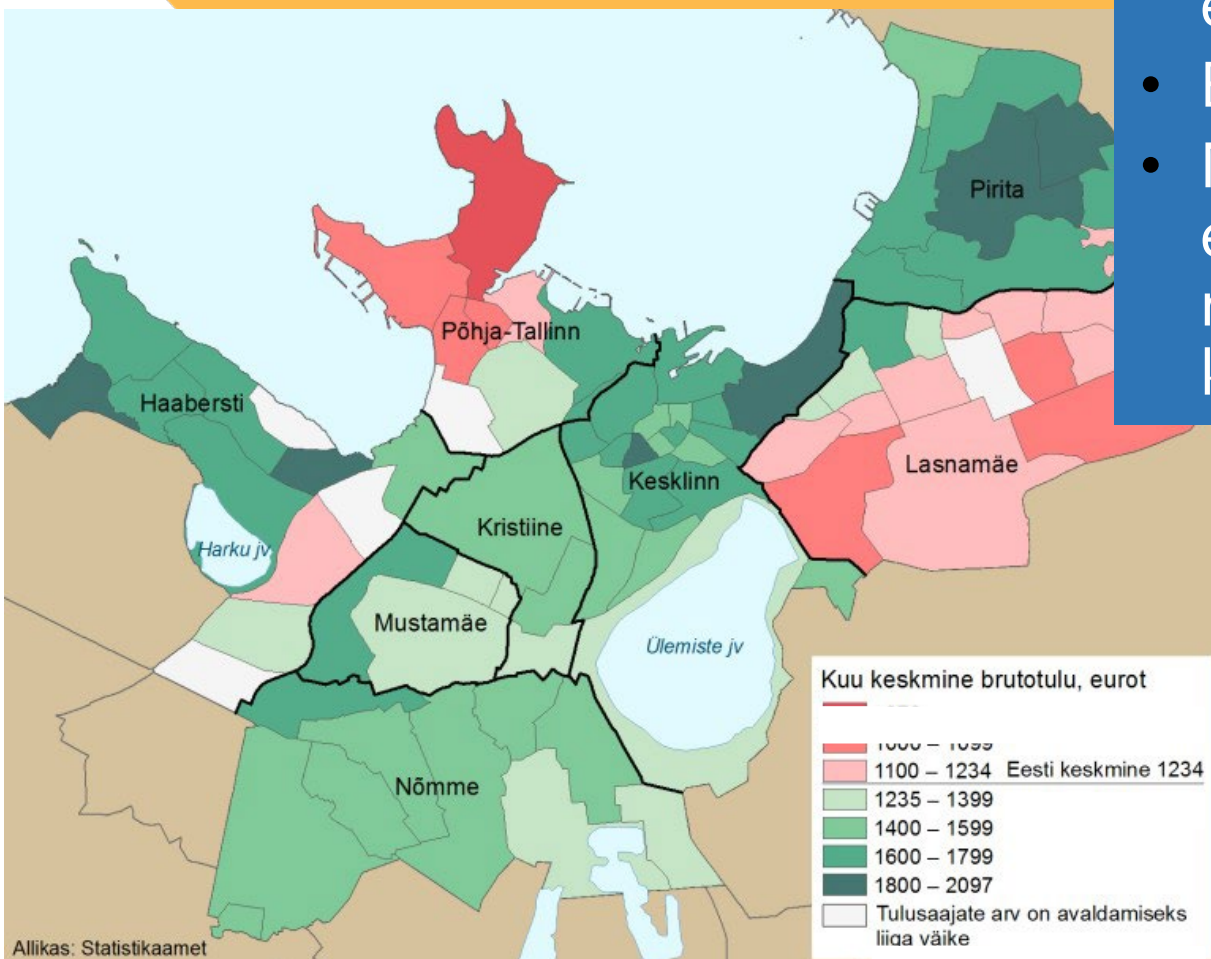 Pirita
Põhja-Tallinn
Haabersti
Lasnamäe
Kesklinn
Kristiine
Harku jv
Mustamäe
Ülemiste jv
Nõmme
Kuu keskmine brutotulu, eurot
1100 – 1234 Eesti keskmine 1234
1235 – 1399
1400 – 1599
1600 – 1799
1800 – 2097
Tulusaajate arv on avaldamiseks
liiga väike
Allikas: Statistikaamet